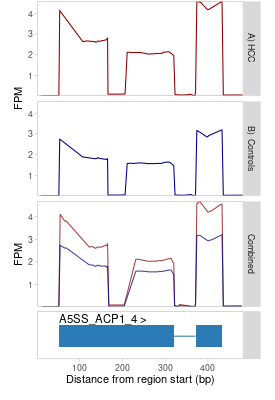 4
3
2
1
A) HCC
FPM
4
3
2
1
B) Controls
4
3
2
1
Combined
FPM
A5SS_ACP1_4 >
100 200 300 400
Distance from region start (bp)